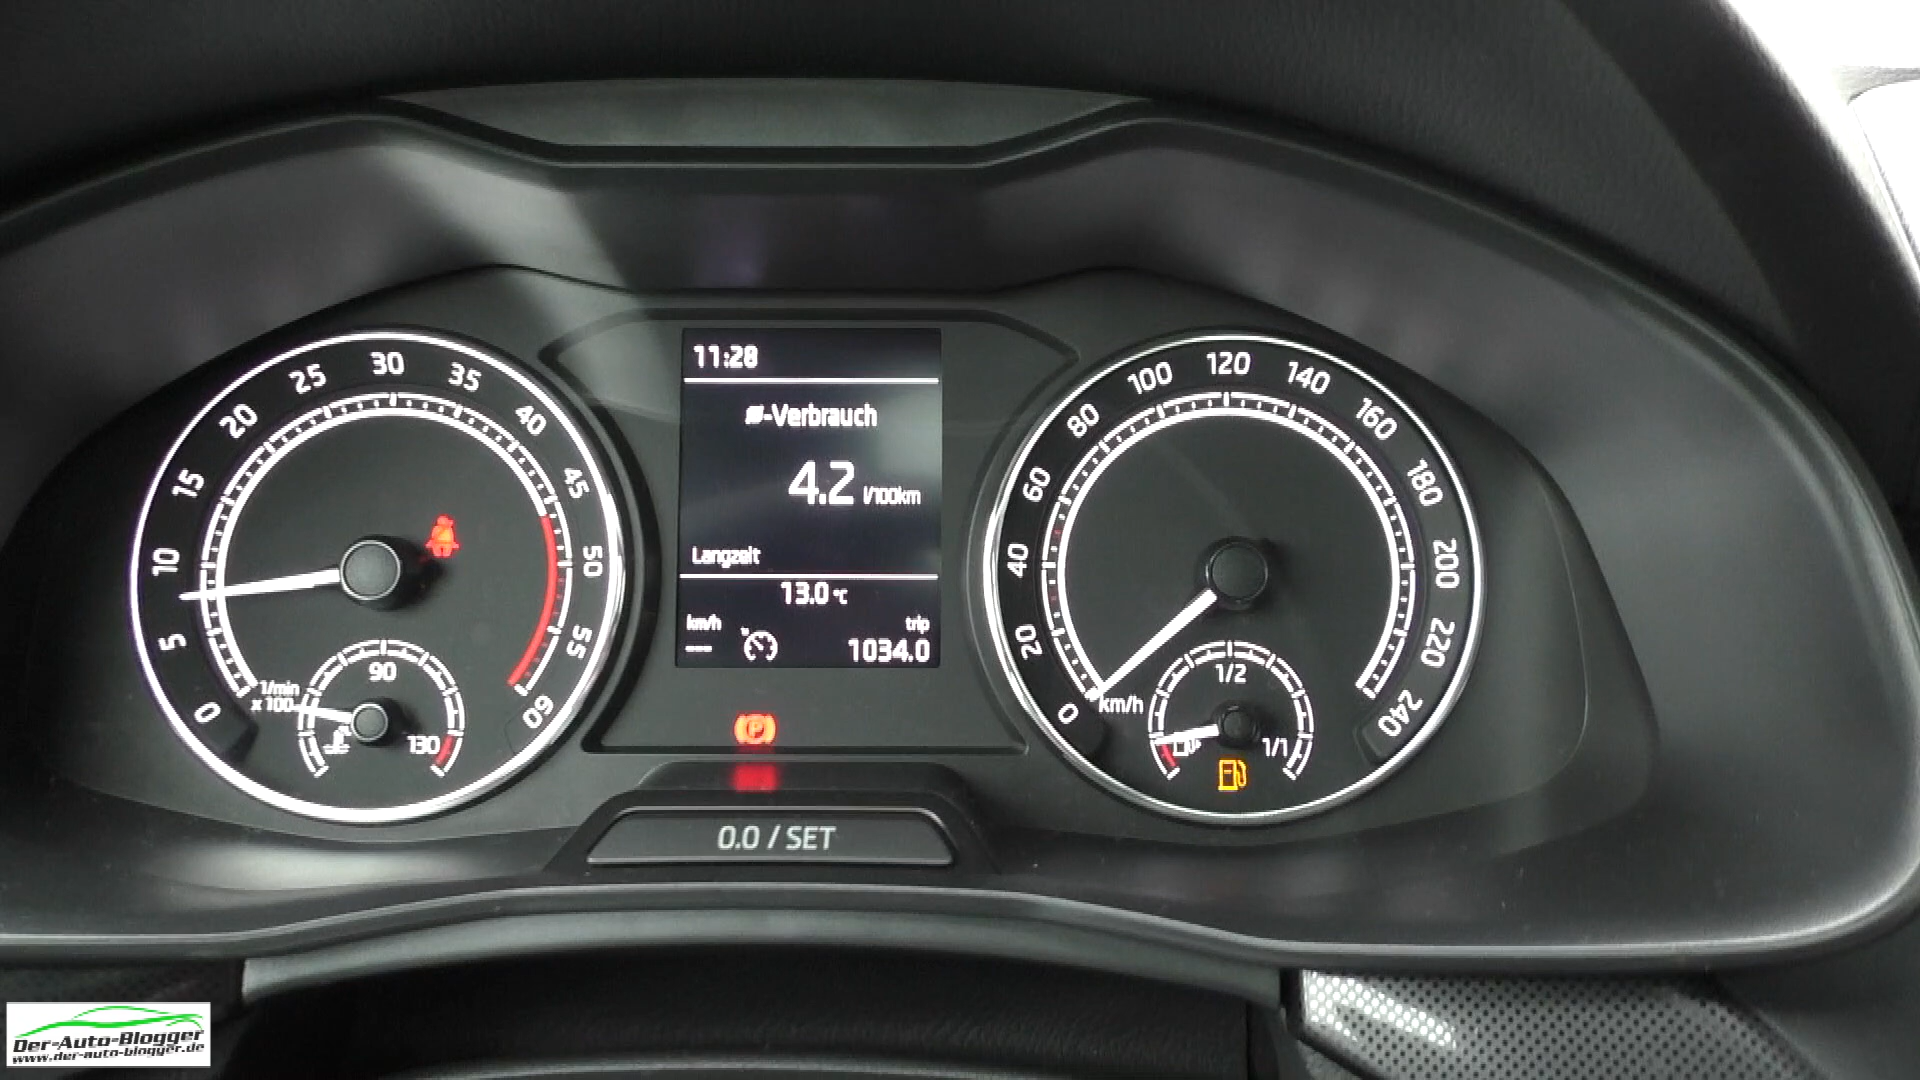 0
5
10
15
20
25
30
35
40
45
50
55
60
1/min
x 100
90
130
11:28
Ø-Verbrauch
4.2 l/100km
Langzeit
13.0 °C
km/h
trip
---
1034.0
(P)
0.0 / SET
0
20
40
60
80
100
120
140
160
180
200
220
240
km/h
1/2
1/1
Der-Auto-Blogger
www.der-auto-blogger.de